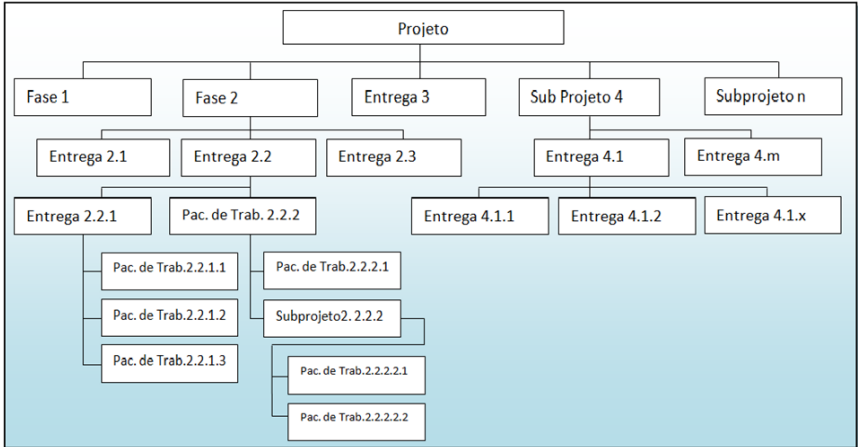 Projeto
Fase 1
Fase 2
Entrega 3
Sub Projeto 4
Subprojeto n
Entrega 2.1
Entrega 2.2
Entrega 2.3
Entrega 4.1
Entrega 4.m
Entrega 2.2.1
Pac. de Trab. 2.2.2
Entrega 4.1.1
Entrega 4.1.2
Entrega 4.1.x
Pac. de Trab.2.2.1.1
Pac. de Trab.2.2.2.1
Pac. de Trab.2.2.1.2
Subprojeto2. 2.2.2
Pac. de Trab.2.2.1.3
Pac. de Trab.2.2.2.2.1
Pac. de Trab.2.2.2.2.2